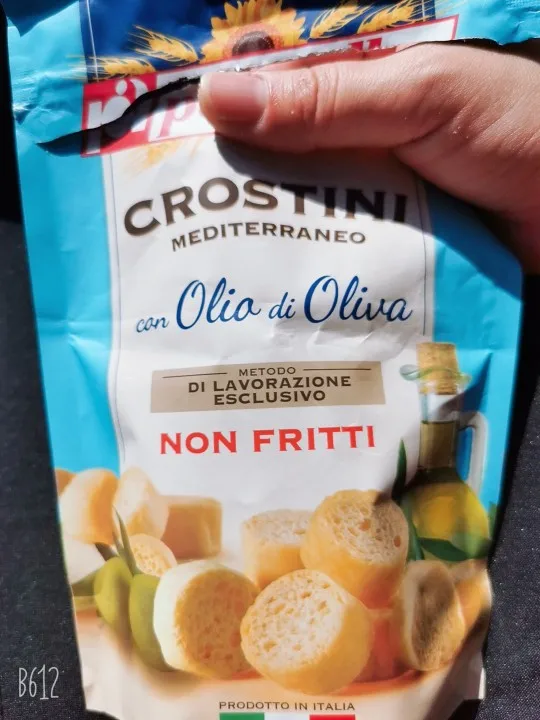 CROSTINI
MEDITERRANEO
con Olio di Oliva
METODO
DI LAVORAZIONE
ESCLUSIVO
NON FRITTI
PRODOTTO IN ITALIA
B612